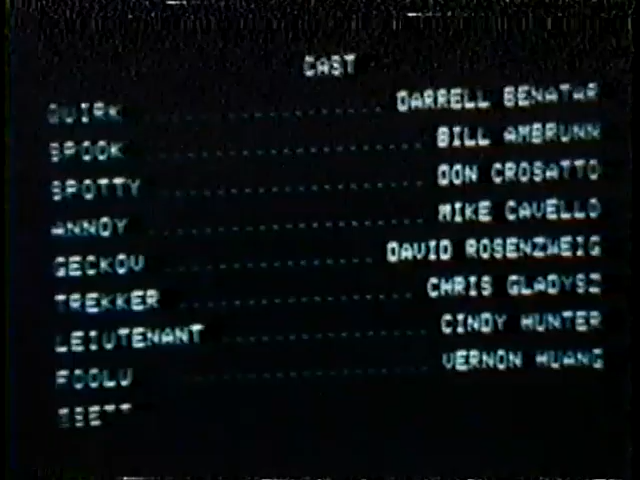 CAST
QUIRK .................... DARRELL BENATAR
SPOOK .................... BILL AMBRUNN
SPOTTY .................... DON CROSATTO
ANNOY .................... MIKE CAVELLO
GECKOV .................... DAVID ROSENZWEIG
TREKKER .................... CHRIS GLADYSZ
LEIUTENANT .................... CINDY HUNTER
FOOLU .................... VERNON HUANG